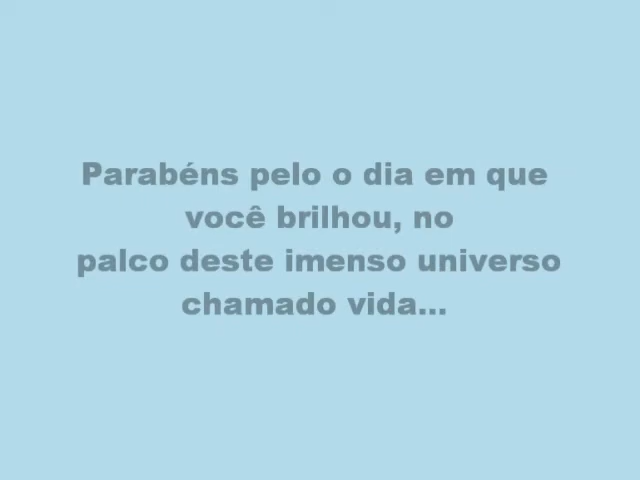 Parabéns pelo o dia em que
você brilhou, no
palco deste imenso universo
chamado vida...